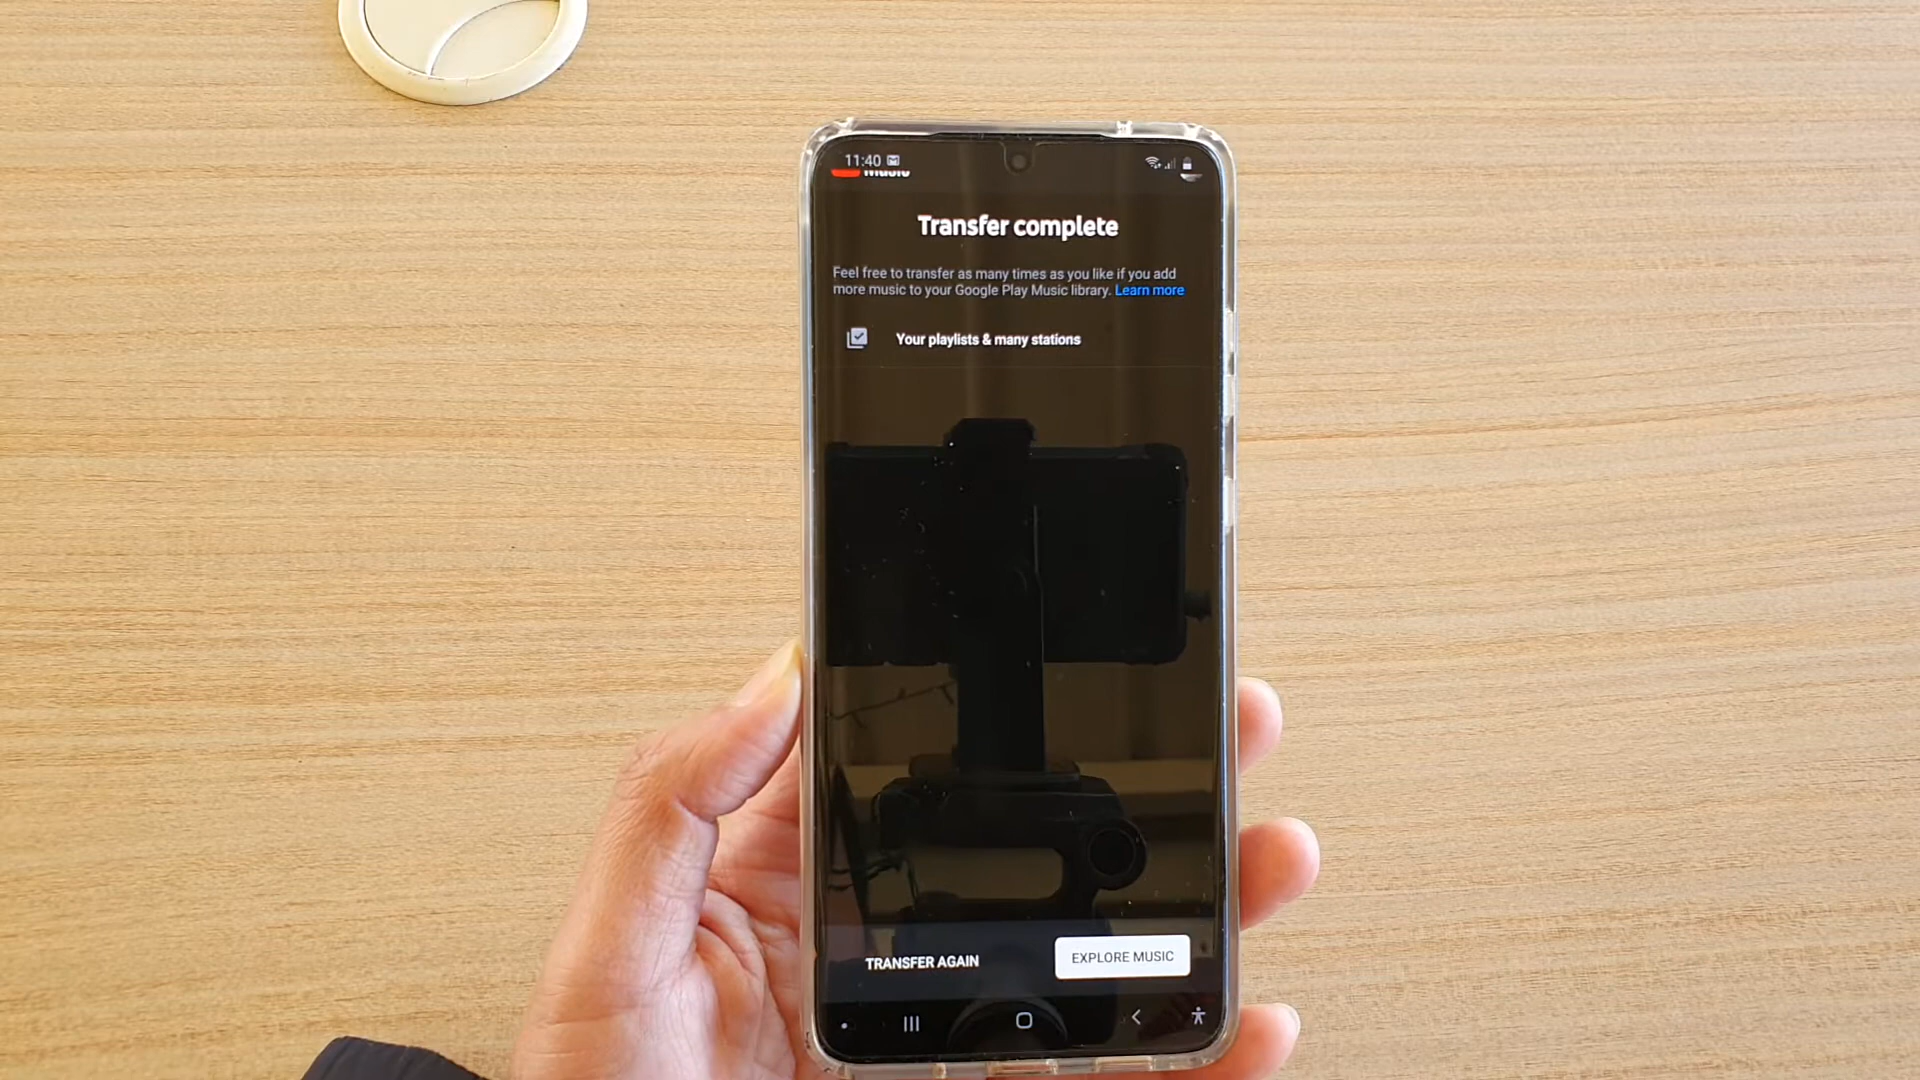 11:40
Music
Transfer complete
Feel free to transfer as many times as you like if you add
more music to your Google Play Music library. Learn more
Your playlists & many stations
TRANSFER AGAIN
EXPLORE MUSIC